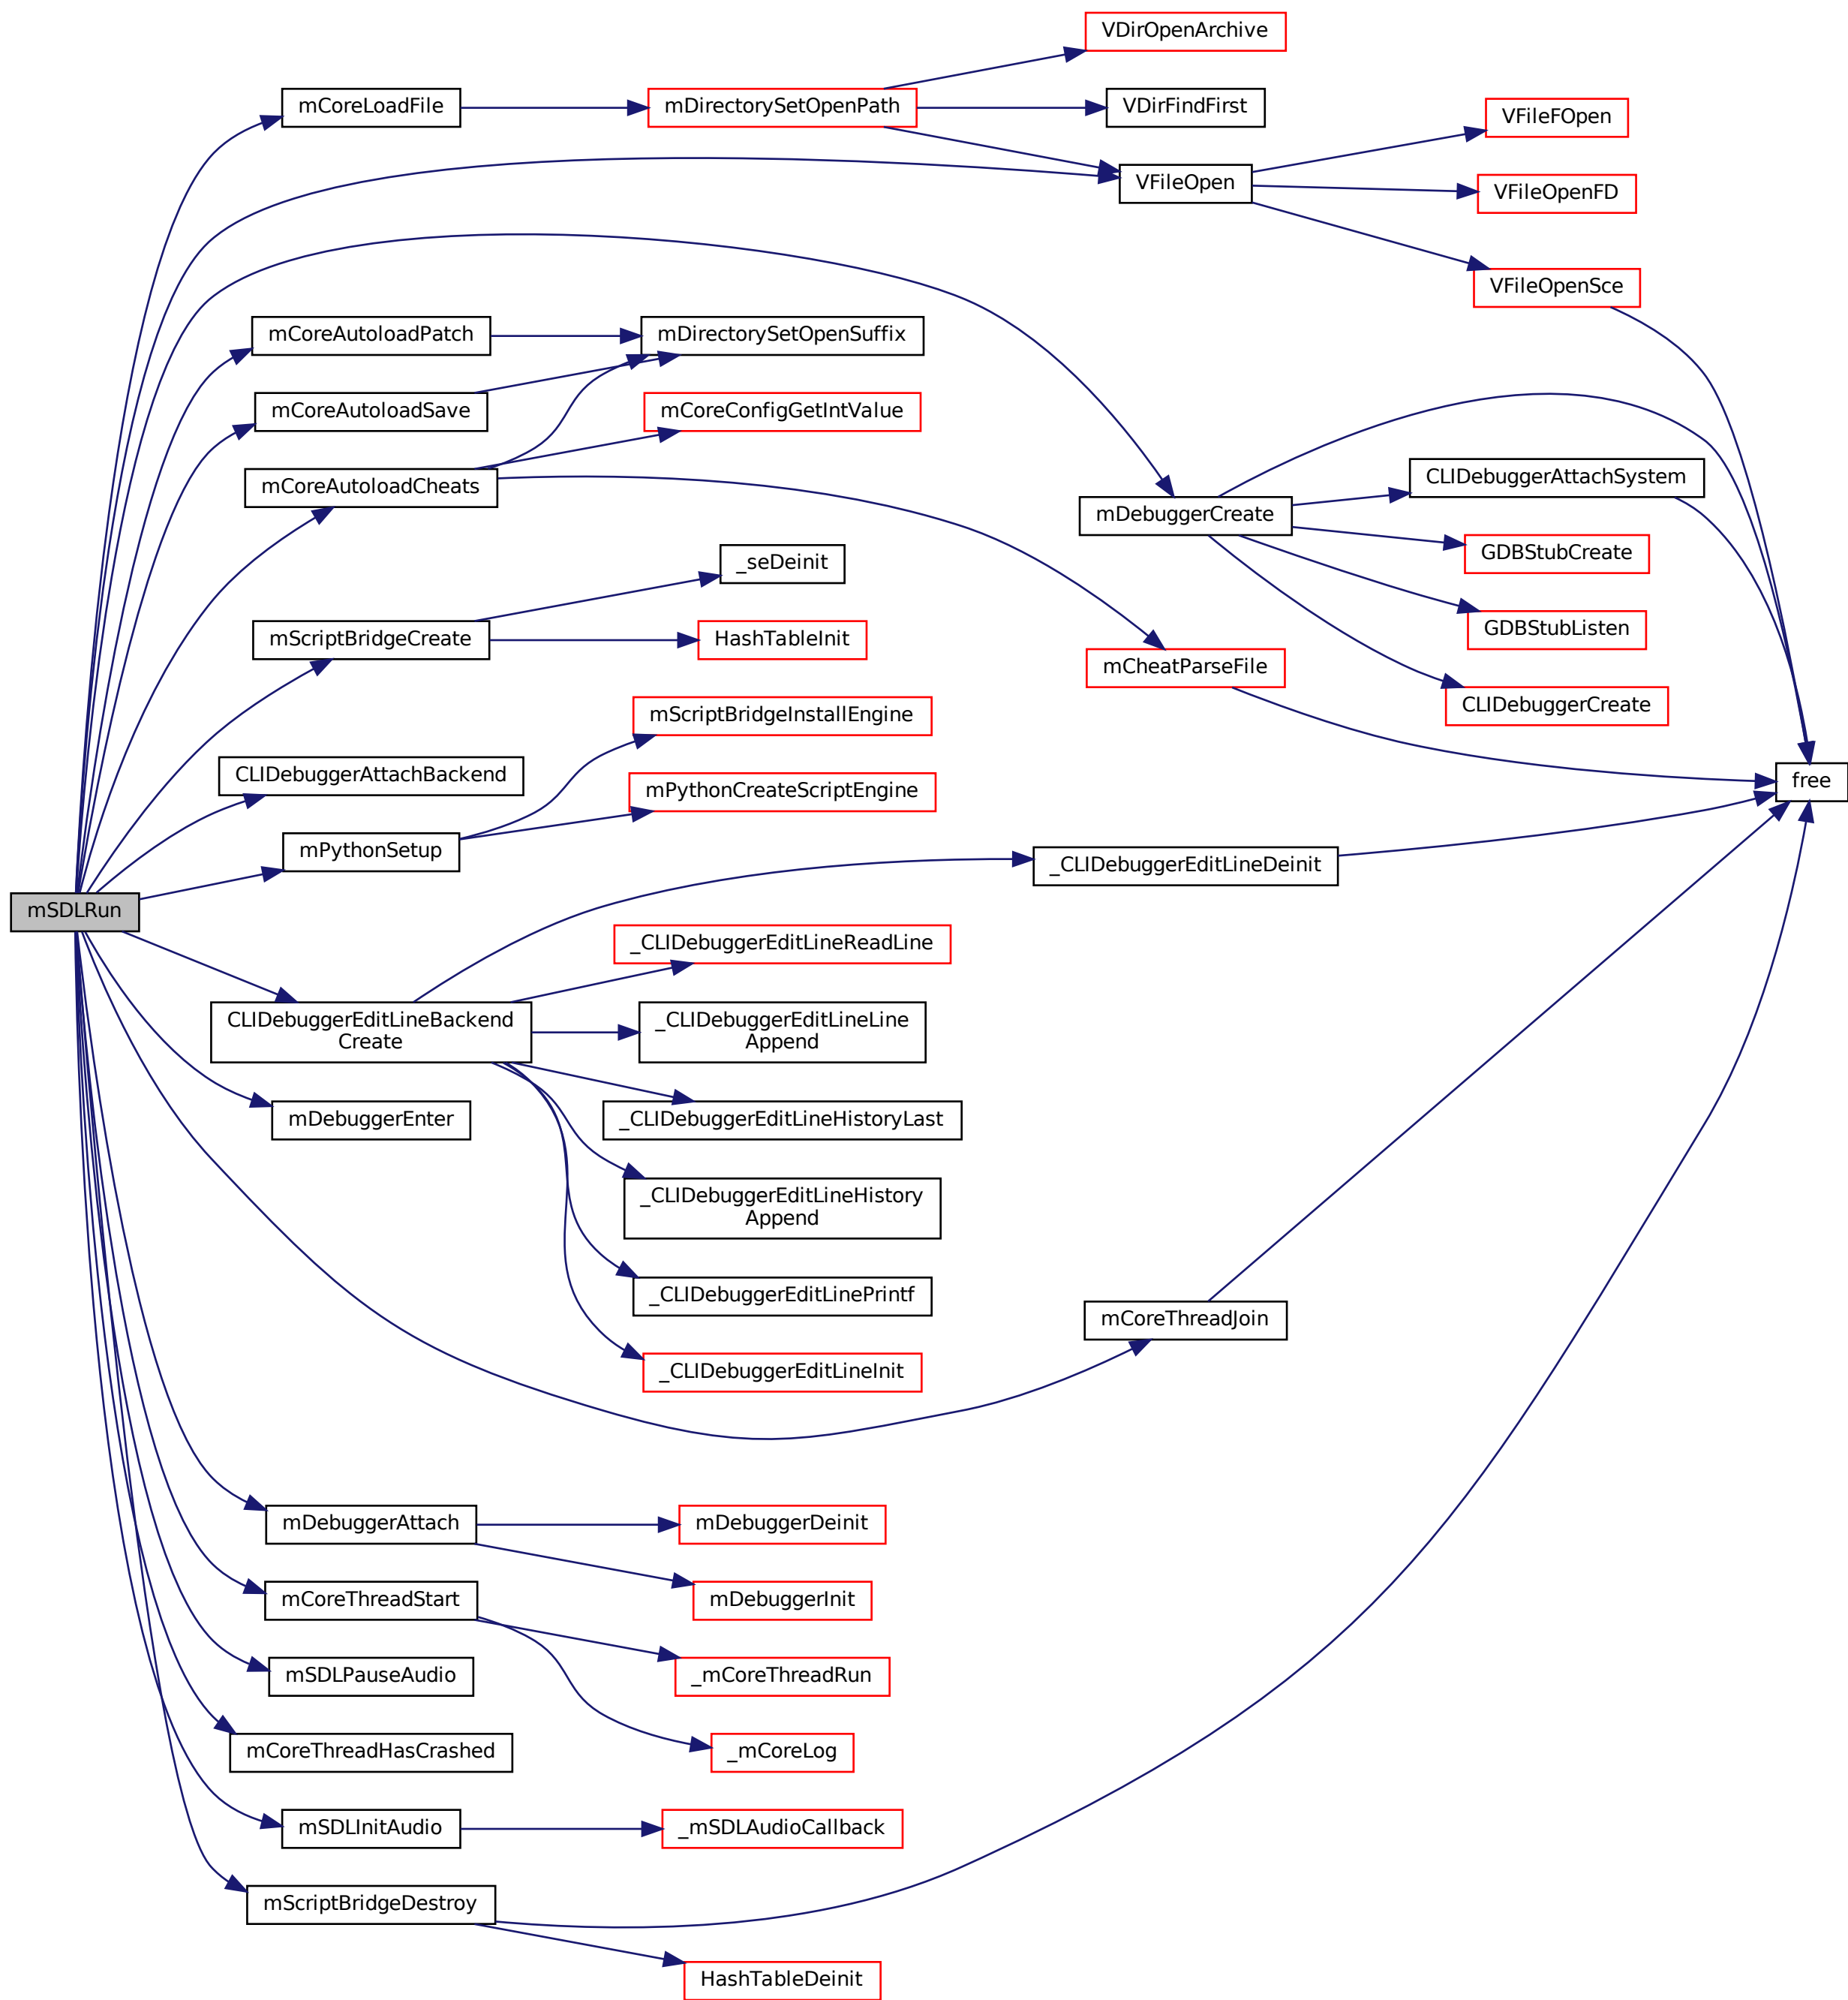 VDirOpenArchive
mCoreLoadFile
mDirectorySetOpenPath
VDirFindFirst
VFileFOpen
VFileOpen
VFileOpenFD
VFileOpenSce
mCoreAutoloadPatch
mDirectorySetOpenSuffix
mCoreAutoloadSave
mCoreConfigGetIntValue
mCoreAutoloadCheats
CLIDebuggerAttachSystem
mDebuggerCreate
GDBStubCreate
_seDeinit
mScriptBridgeCreate
HashTableInit
GDBStubListen
mCheatParseFile
CLIDebuggerCreate
mScriptBridgeInstallEngine
CLIDebuggerAttachBackend
mPythonCreateScriptEngine
free
mPythonSetup
_CLIDebuggerEditLineDeinit
mSDLRun
_CLIDebuggerEditLineReadLine
CLIDebuggerEditLineBackend
Create
_CLIDebuggerEditLineLine
Append
mDebuggerEnter
_CLIDebuggerEditLineHistoryLast
_CLIDebuggerEditLineHistory
Append
_CLIDebuggerEditLinePrintf
mCoreThreadJoin
_CLIDebuggerEditLineInit
mDebuggerAttach
mDebuggerDeinit
mCoreThreadStart
mDebuggerInit
mSDLPauseAudio
_mCoreThreadRun
mCoreThreadHasCrashed
_mCoreLog
mSDLInitAudio
_mSDLAudioCallback
mScriptBridgeDestroy
HashTableDeinit